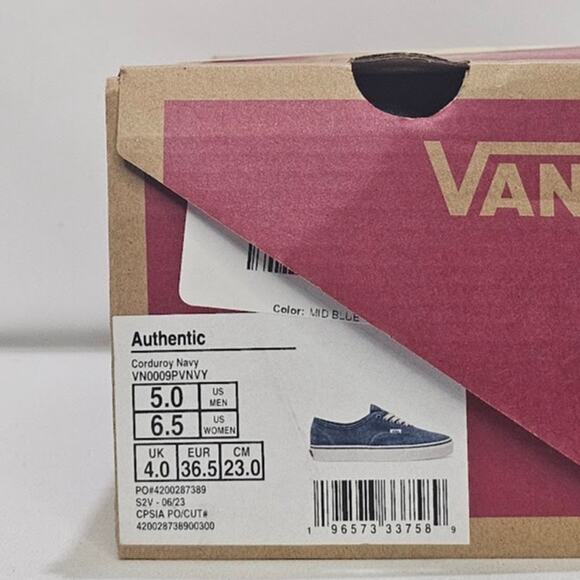 VAN
Color: MID BLUE
Authentic
Corduroy Navy
VN0009PVNVY
5.0 US MEN
6.5 US WOMEN
UK EUR CM
4.0 36.5 23.0
PO#4200287389
S2V - 06/23
CPSIA PO/CUT#
420028738900300
1 96573 33758 9